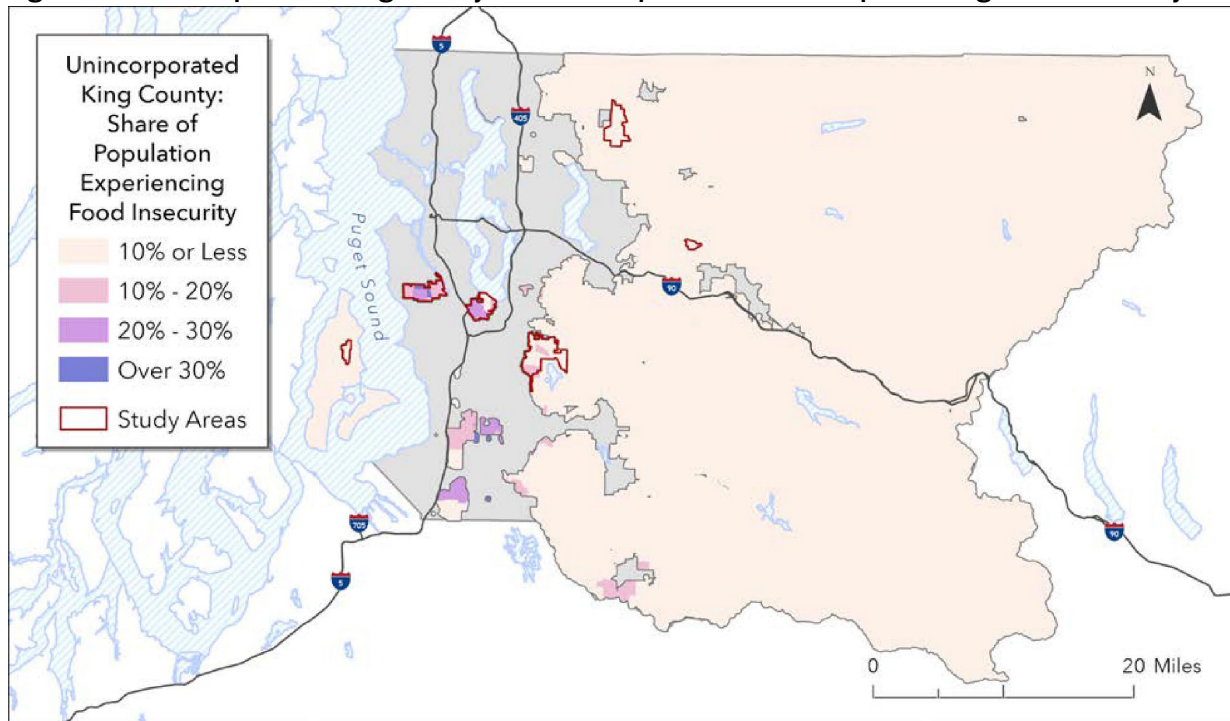 Unincorporated
King County:
Share of
Population
Experiencing
Food Insecurity
10% or Less
10% - 20%
20% - 30%
Over 30%
Study Areas
Puget Sound
5
405
N
90
705
5
90
0 20 Miles